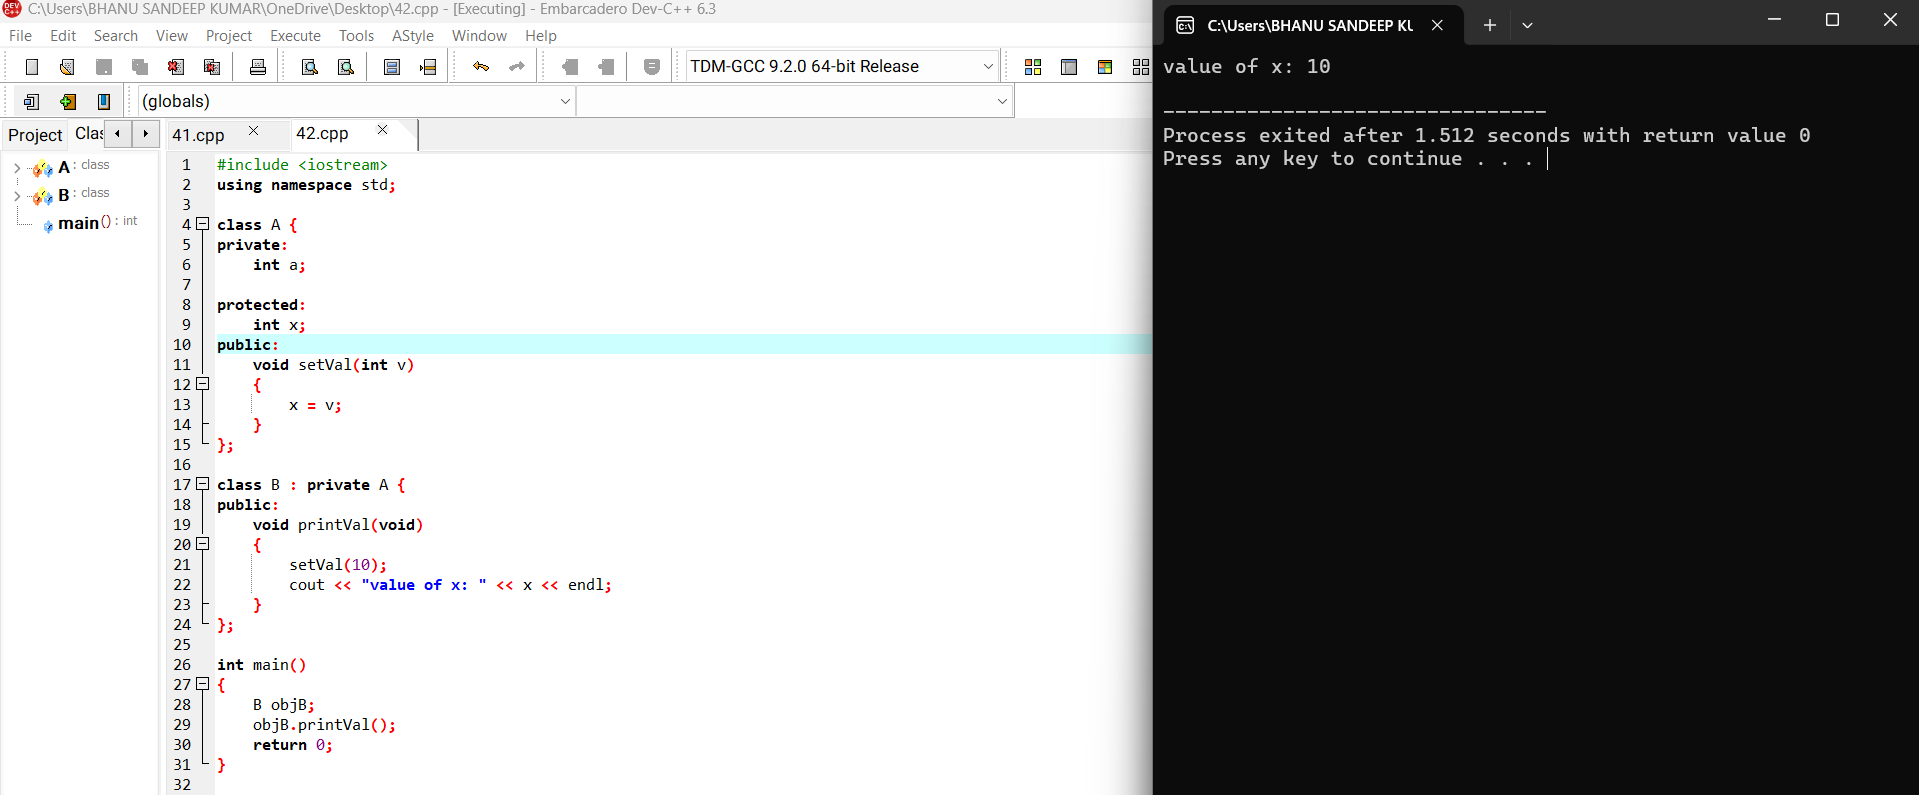 C:\Users\BHANU SANDEEP KUMAR\OneDrive\Desktop\42.cpp - [Executing] - Embarcadero Dev-C++ 6.3
File Edit Search View Project Execute Tools AStyle Window Help
TDM-GCC 9.2.0 64-bit Release
(globals)
Project Clas
41.cpp 42.cpp
A : class
B : class
main() : int
1 #include <iostream>
2 using namespace std;
3
4 class A {
5 private:
6     int a;
7
8 protected:
9     int x;
10 public:
11     void setVal(int v)
12     {
13         x = v;
14     }
15 };
16
17 class B : private A {
18 public:
19     void printVal(void)
20     {
21         setVal(10);
22         cout << "value of x: " << x << endl;
23     }
24 };
25
26 int main()
27 {
28     B objB;
29     objB.printVal();
30     return 0;
31 }
32
C:\Users\BHANU SANDEEP KU
value of x: 10
--------------------------------
Process exited after 1.512 seconds with return value 0
Press any key to continue . . .